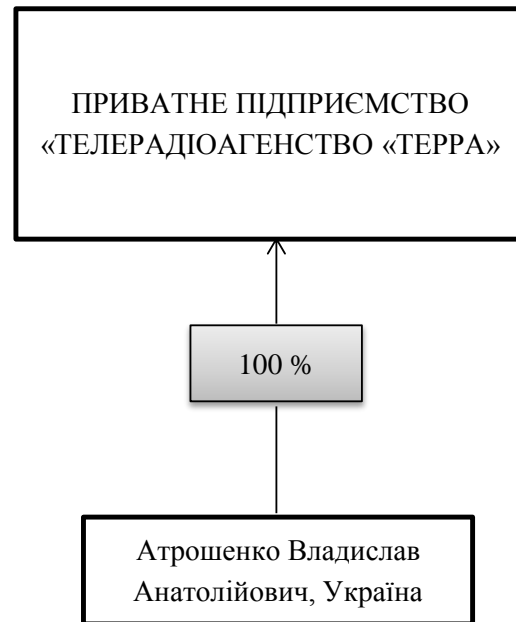 ПРИВАТНЕ ПІДПРИЄМСТВО
«ТЕЛЕРАДІОАГЕНСТВО «ТЕРРА»
100 %
Атрошенко Владислав
Анатолійович, Україна